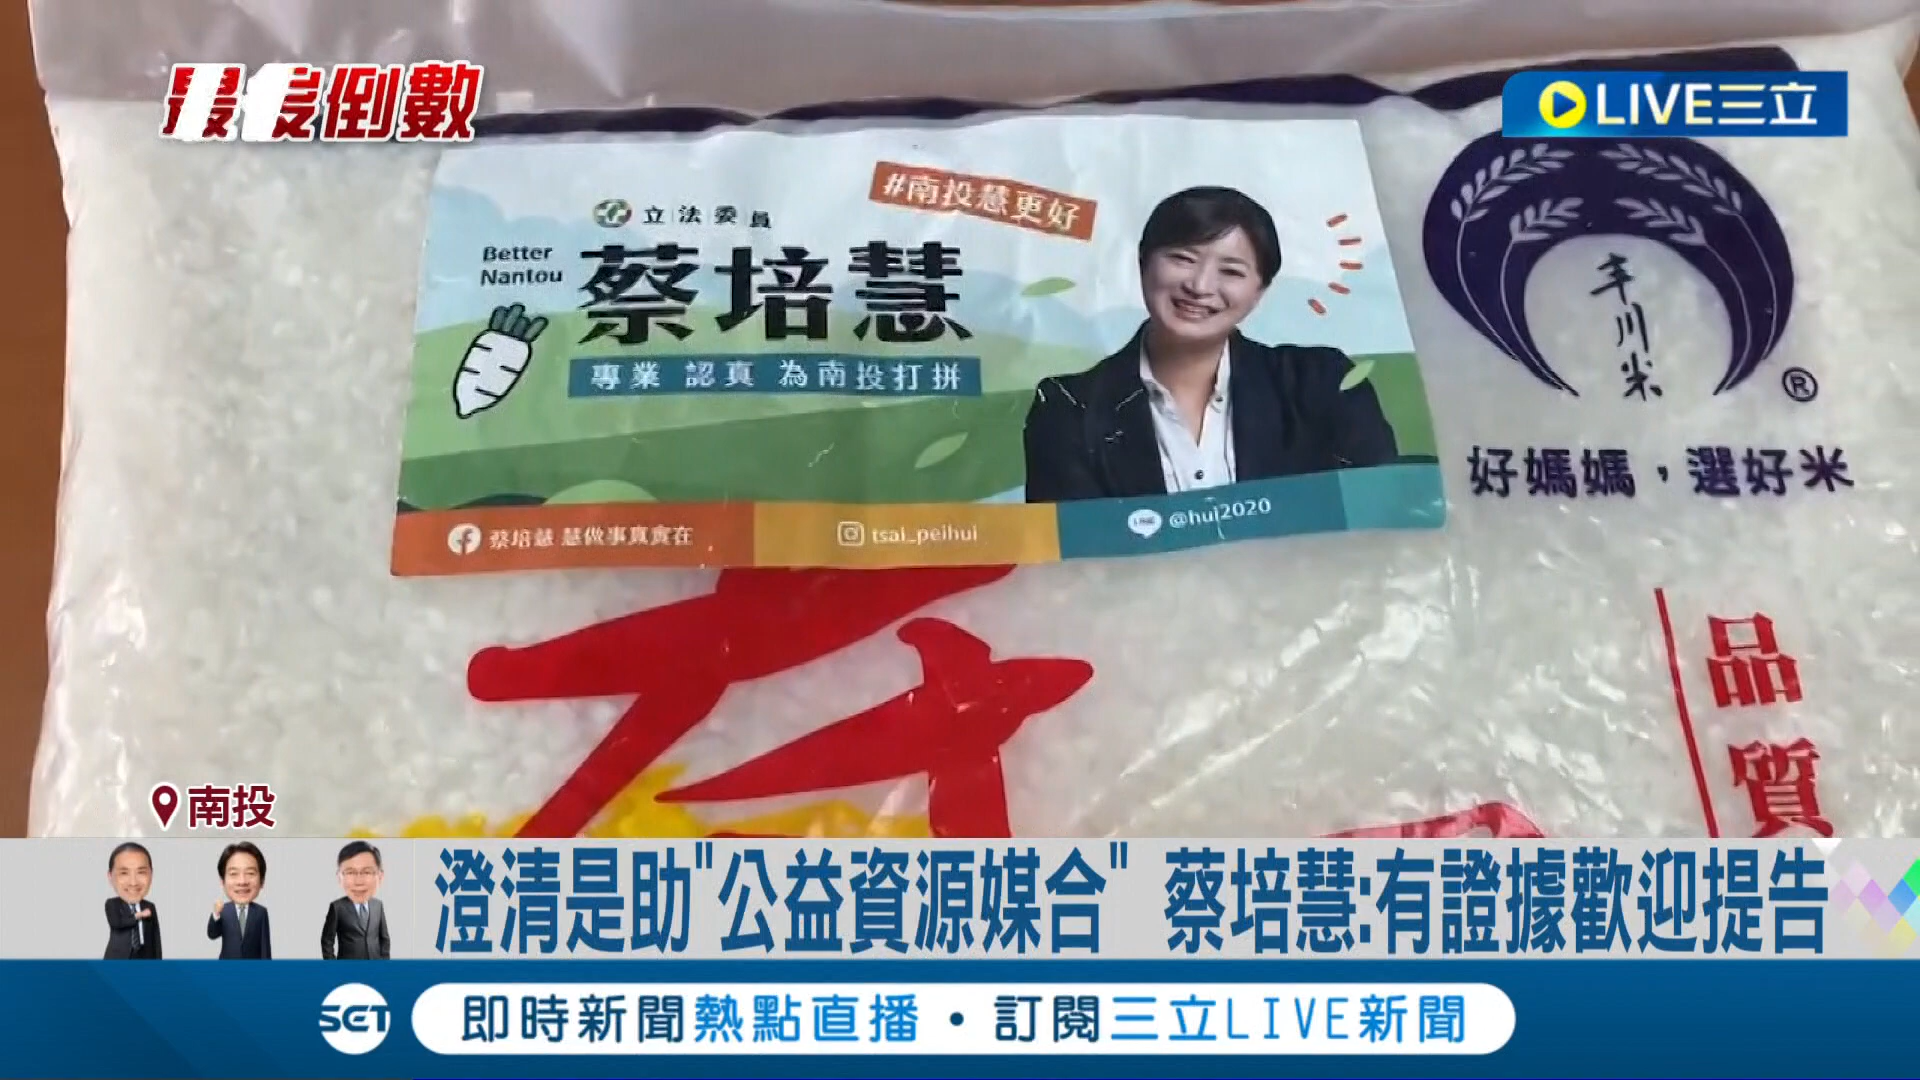 最後倒數
LIVE三立
#南投慧更好
立法委員
Better
Nantou
蔡培慧
專業 認真 為南投打拼
蔡培慧 慧做事真實在
tsai_peihui
LINE
@hui2020
丰川米
®
好媽媽,選好米
品質
南投
澄清是助"公益資源媒合" 蔡培慧:有證據歡迎提告
SET
即時新聞熱點直播・訂閱三立LIVE新聞